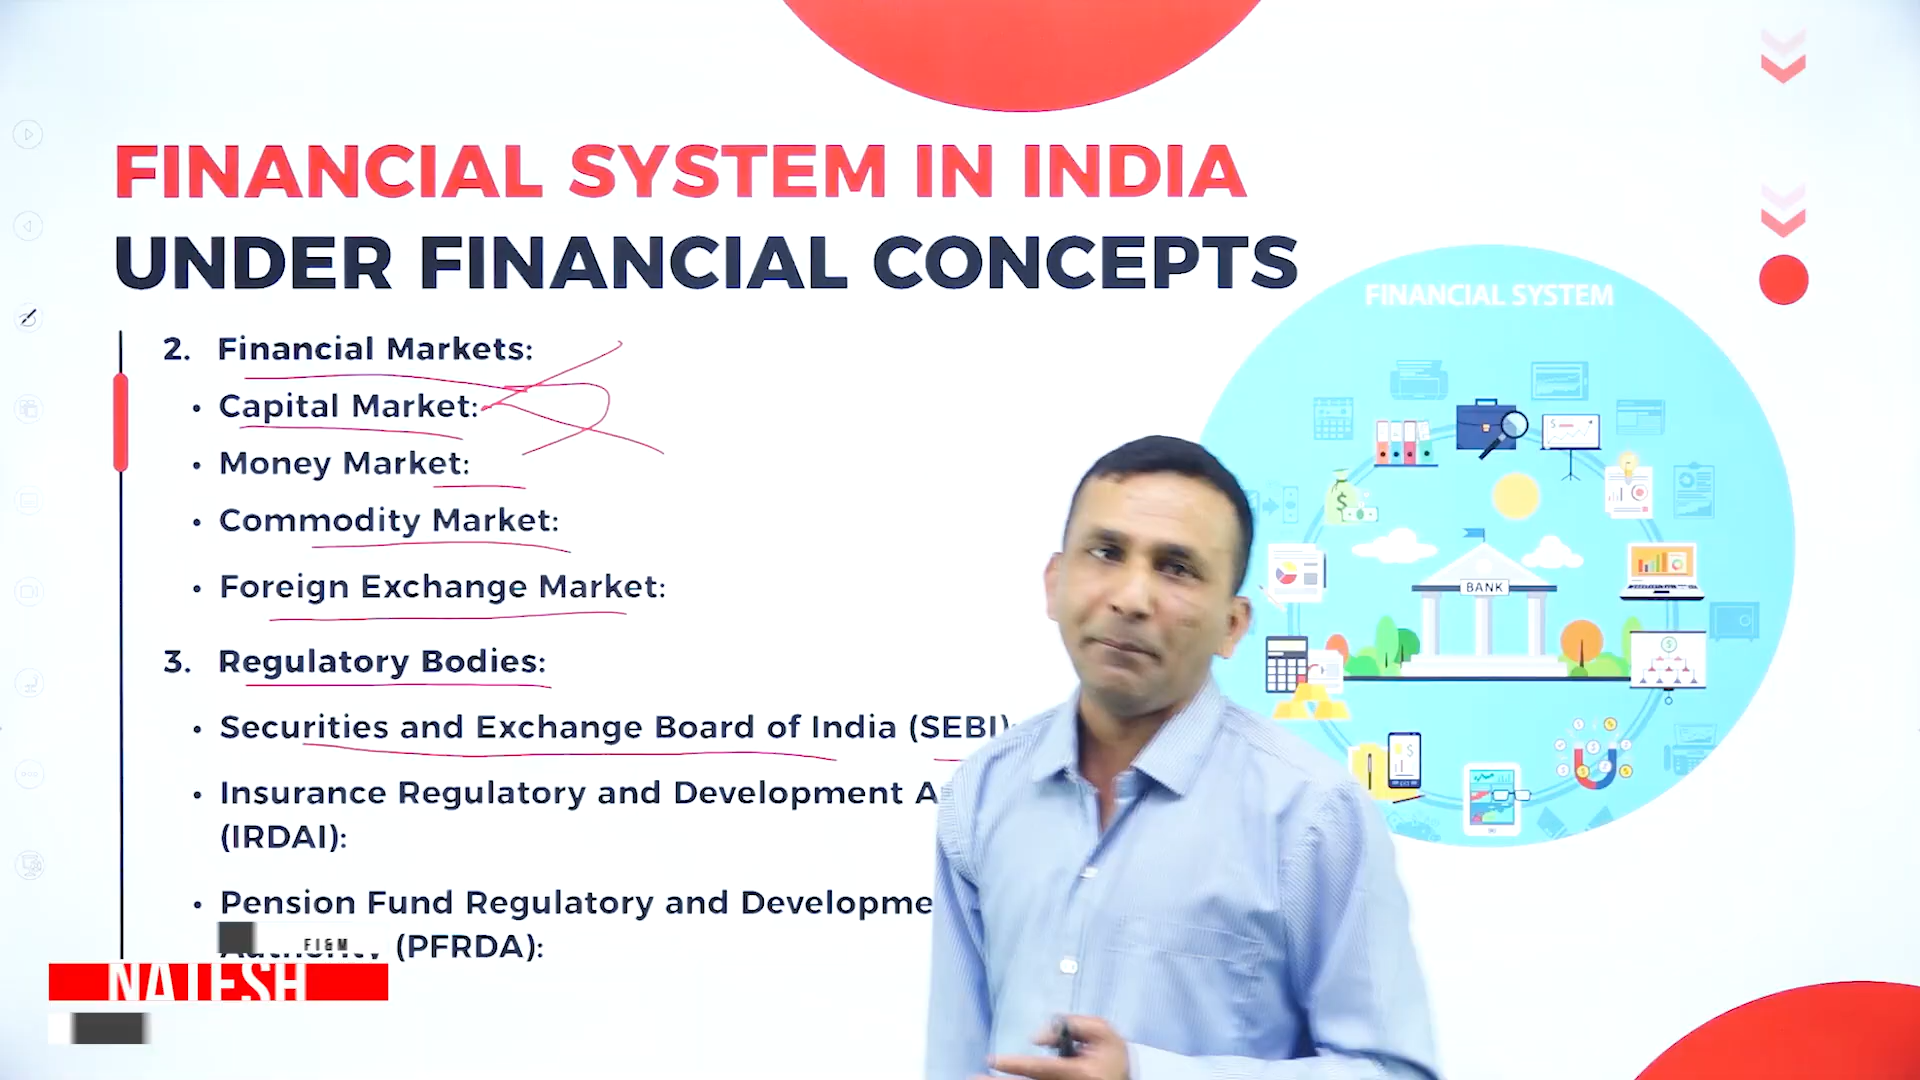 FINANCIAL SYSTEM IN INDIA
UNDER FINANCIAL CONCEPTS
FINANCIAL SYSTEM
2. Financial Markets:
• Capital Market:
• Money Market:
• Commodity Market:
• Foreign Exchange Market:
3. Regulatory Bodies:
• Securities and Exchange Board of India (SEBI):
• Insurance Regulatory and Development
(IRDAI):
• Pension Fund Regulatory and
(PFRDA):
BANK
FI&M
NATESH